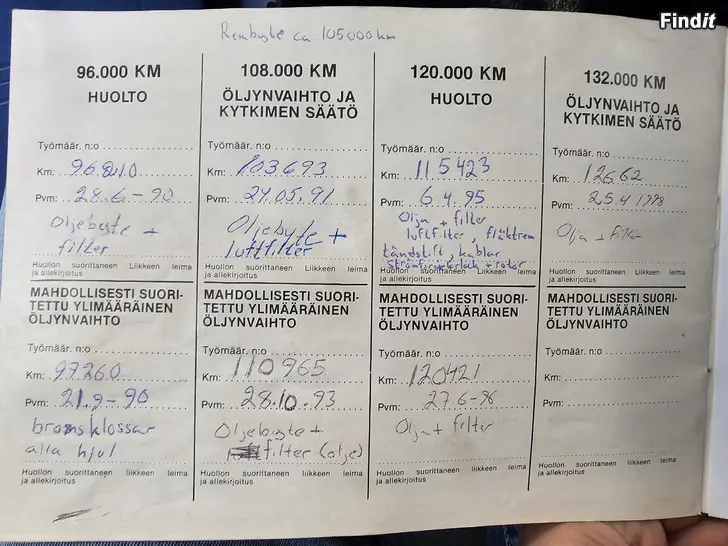 Findit
Rembyte ca 105000km
96.000 KM
HUOLTO
Työmäär. n:o
Km: 96210
Pvm: 28.6-90
Oljebyte +
filter
Huollon suorittaneen liikkeen leima
ja allekirjoitus
MAHDOLLISESTI SUORI-
TETTU YLIMÄÄRÄINEN
ÖLJYNVAIHTO
Työmäär. n:o
Km: 97260
Pvm: 21.9-90
bromsklossar
alla hjul
Huollon suorittaneen liikkeen leima
ja allekirjoitus
108.000 KM
ÖLJYNVAIHTO JA
KYTKIMEN SÄÄTÖ
Työmäär. n:o
Km: 103693
Pvm: 24.05.91
Oljebyte +
luftfilter
Huollon suorittaneen Liikkeen leima
ja allekirjoitus
MAHDOLLISESTI SUORI-
TETTU YLIMÄÄRÄINEN
ÖLJYNVAIHTO
Työmäär. n:o
Km: 110965
Pvm: 28.10.93
Oljebyte +
filter (olje)
Huollon suorittaneen liikkeen leima
ja allekirjoitus
120.000 KM
HUOLTO
Työmäär. n:o
Km: 115423
Pvm: 6.4.95
Olja + filter
luftfilter, fläktrem
tändstift, kablar
+ rotor
Huollon suorittaneen Liikkeen leima
ja allekirjoitus
MAHDOLLISESTI SUORI-
TETTU YLIMÄÄRÄINEN
ÖLJYNVAIHTO
Työmäär. n:o
Km: 120421
Pvm: 27.6-96
Olja + filter
Huollon suorittaneen liikkeen leima
ja allekirjoitus
132.000 KM
ÖLJYNVAIHTO JA
KYTKIMEN SÄÄTÖ
Työmäär. n:o
Km: 12662
Pvm: 25.4 1998
Olja + filter
Huollon suorittaneen Liikkeen leima
ja allekirjoitus
MAHDOLLISESTI SUORI-
TETTU YLIMÄÄRÄINEN
ÖLJYNVAIHTO
Työmäär. n:o
Km:
Pvm:
Huollon suorittaneen liikkeen leima
ja allekirjoitus